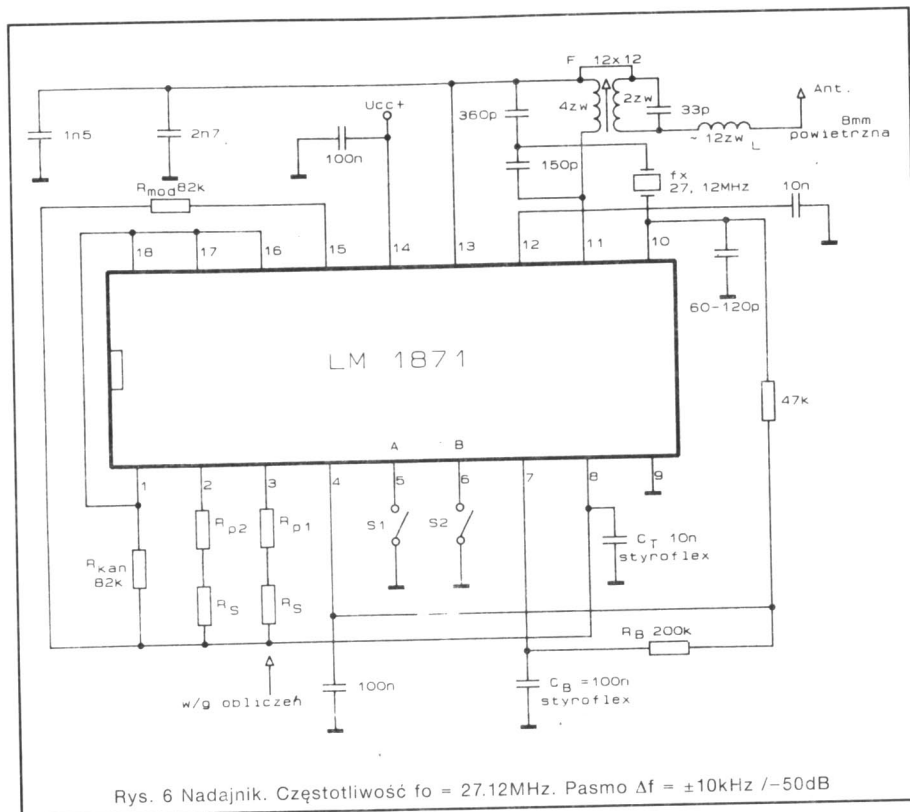 F 12x12
Ant.
Ucc+
4zw
2zw
33p
8mm
powietrzna
360p
~ 12zw L
1n5
2n7
100n
150p
fx
27, 12MHz
10n
Rmod 82k
18
17
16
15
14
13
12
11
10
60-120p
LM 1871
47k
A
B
1
2
3
4
5
6
7
8
9
Rp2
Rp1
S1
S2
CT 10n
styroflex
Rkan
82k
RS
RS
RB 200k
100n
CB =100n
styroflex
w/g obliczeń
Rys. 6 Nadajnik. Częstotliwość fo = 27.12MHz. Pasmo Δf = ±10kHz /−50dB